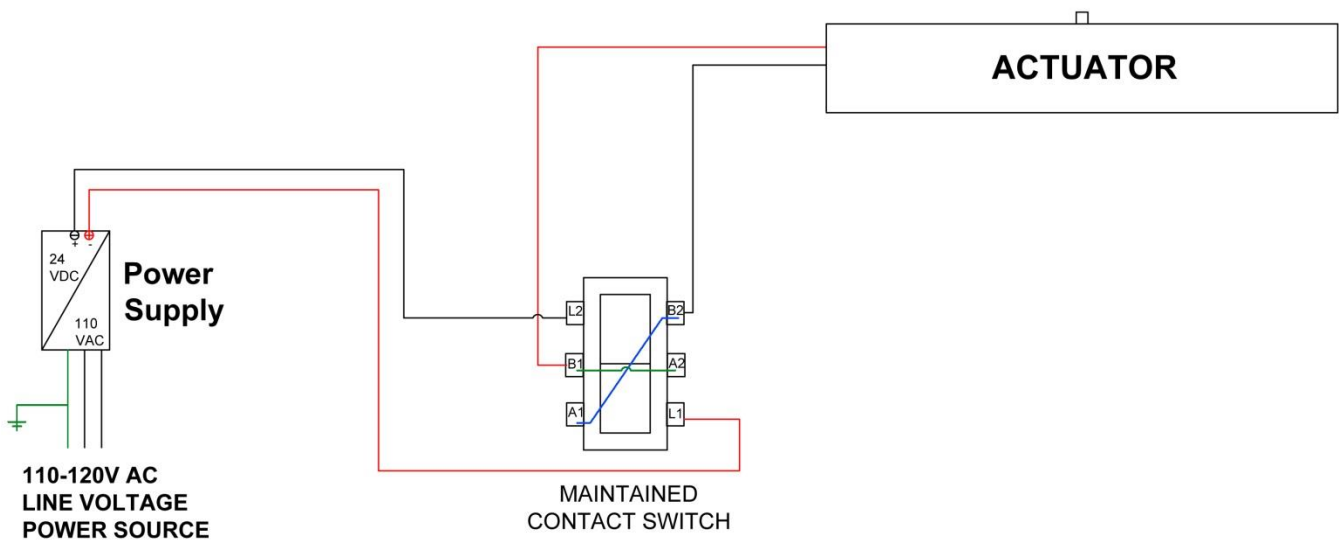 ACTUATOR
+ -
24
VDC
110
VAC
Power
Supply
L2
B2
B1
A2
A1
L1
110-120V AC
LINE VOLTAGE
POWER SOURCE
MAINTAINED
CONTACT SWITCH